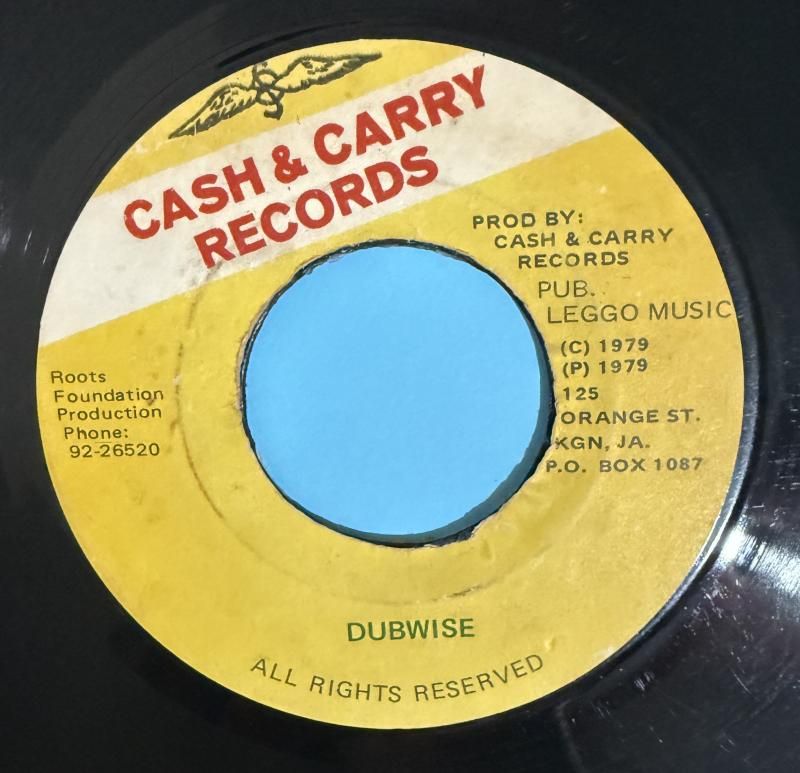 CASH & CARRY
RECORDS
PROD BY:
CASH & CARRY
RECORDS
PUB.
LEGGO MUSIC
(C) 1979
(P) 1979
125
ORANGE ST.
KGN, JA.
P.O. BOX 1087
Roots
Foundation
Production
Phone:
92-26520
DUBWISE
ALL RIGHTS RESERVED